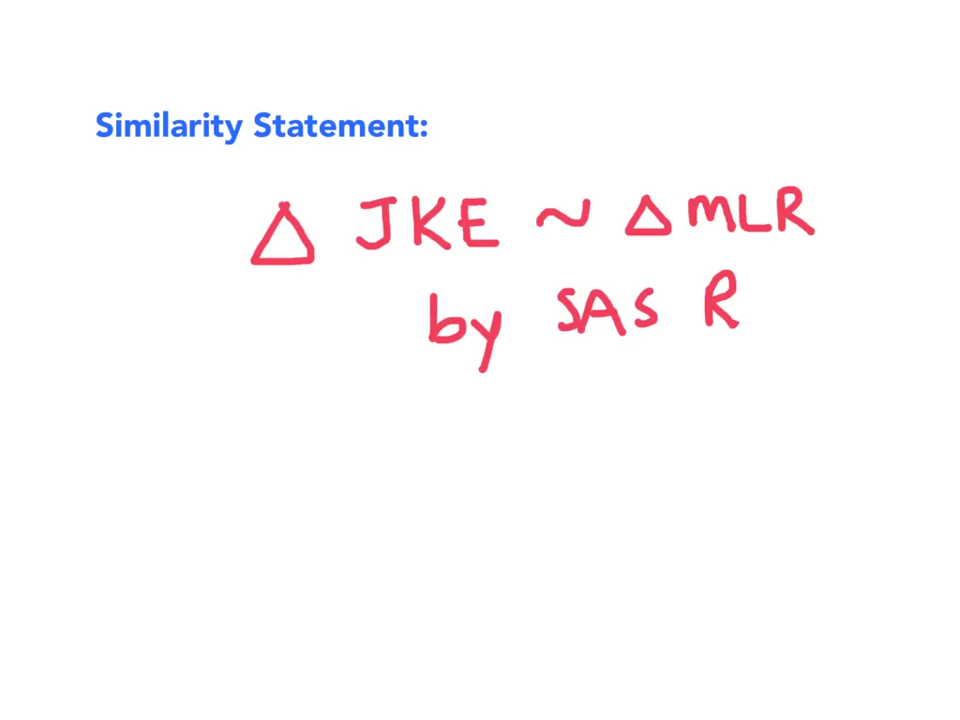 Similarity Statement:
△ JKE ~ △ MLR
by SAS R